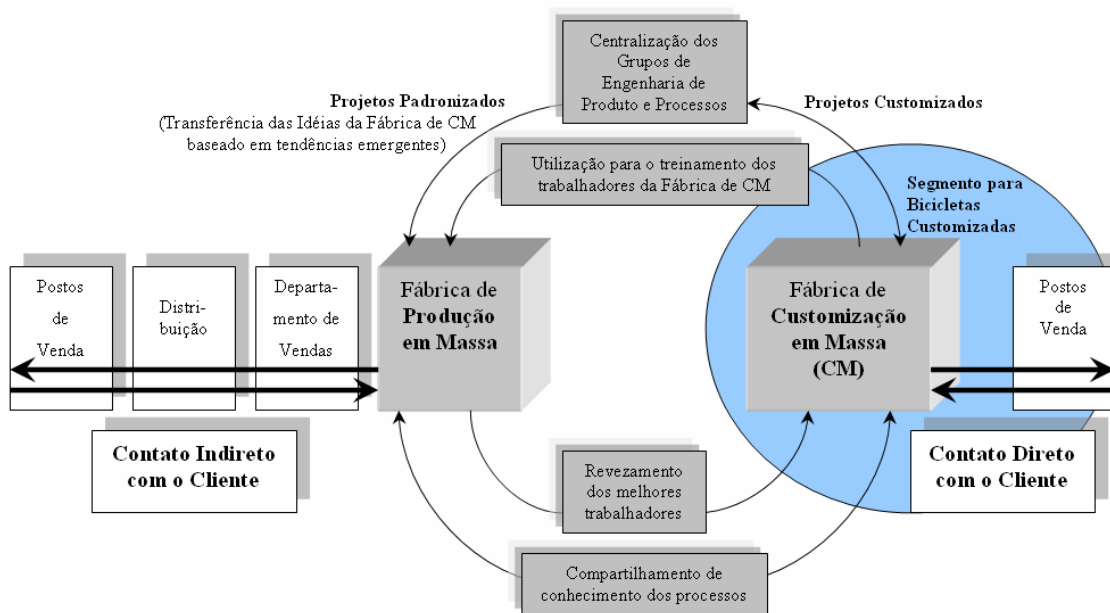 Centralização dos
Grupos de
Engenharia de
Produto e Processos
Projetos Padronizados
(Transferência das Idéias da Fábrica de CM
baseado em tendências emergentes)
Projetos Customizados
Utilização para o treinamento dos
trabalhadores da Fábrica de CM
Segmento para
Bicicletas
Customizadas
Postos
de
Venda
Distri-
buição
Departa-
mento de
Vendas
Fábrica de
Produção
em Massa
Fábrica de
Customização
em Massa
(CM)
Postos
de
Venda
Contato Indireto
com o Cliente
Revezamento
dos melhores
trabalhadores
Contato Direto
com o Cliente
Compartilhamento de
conhecimento dos processos